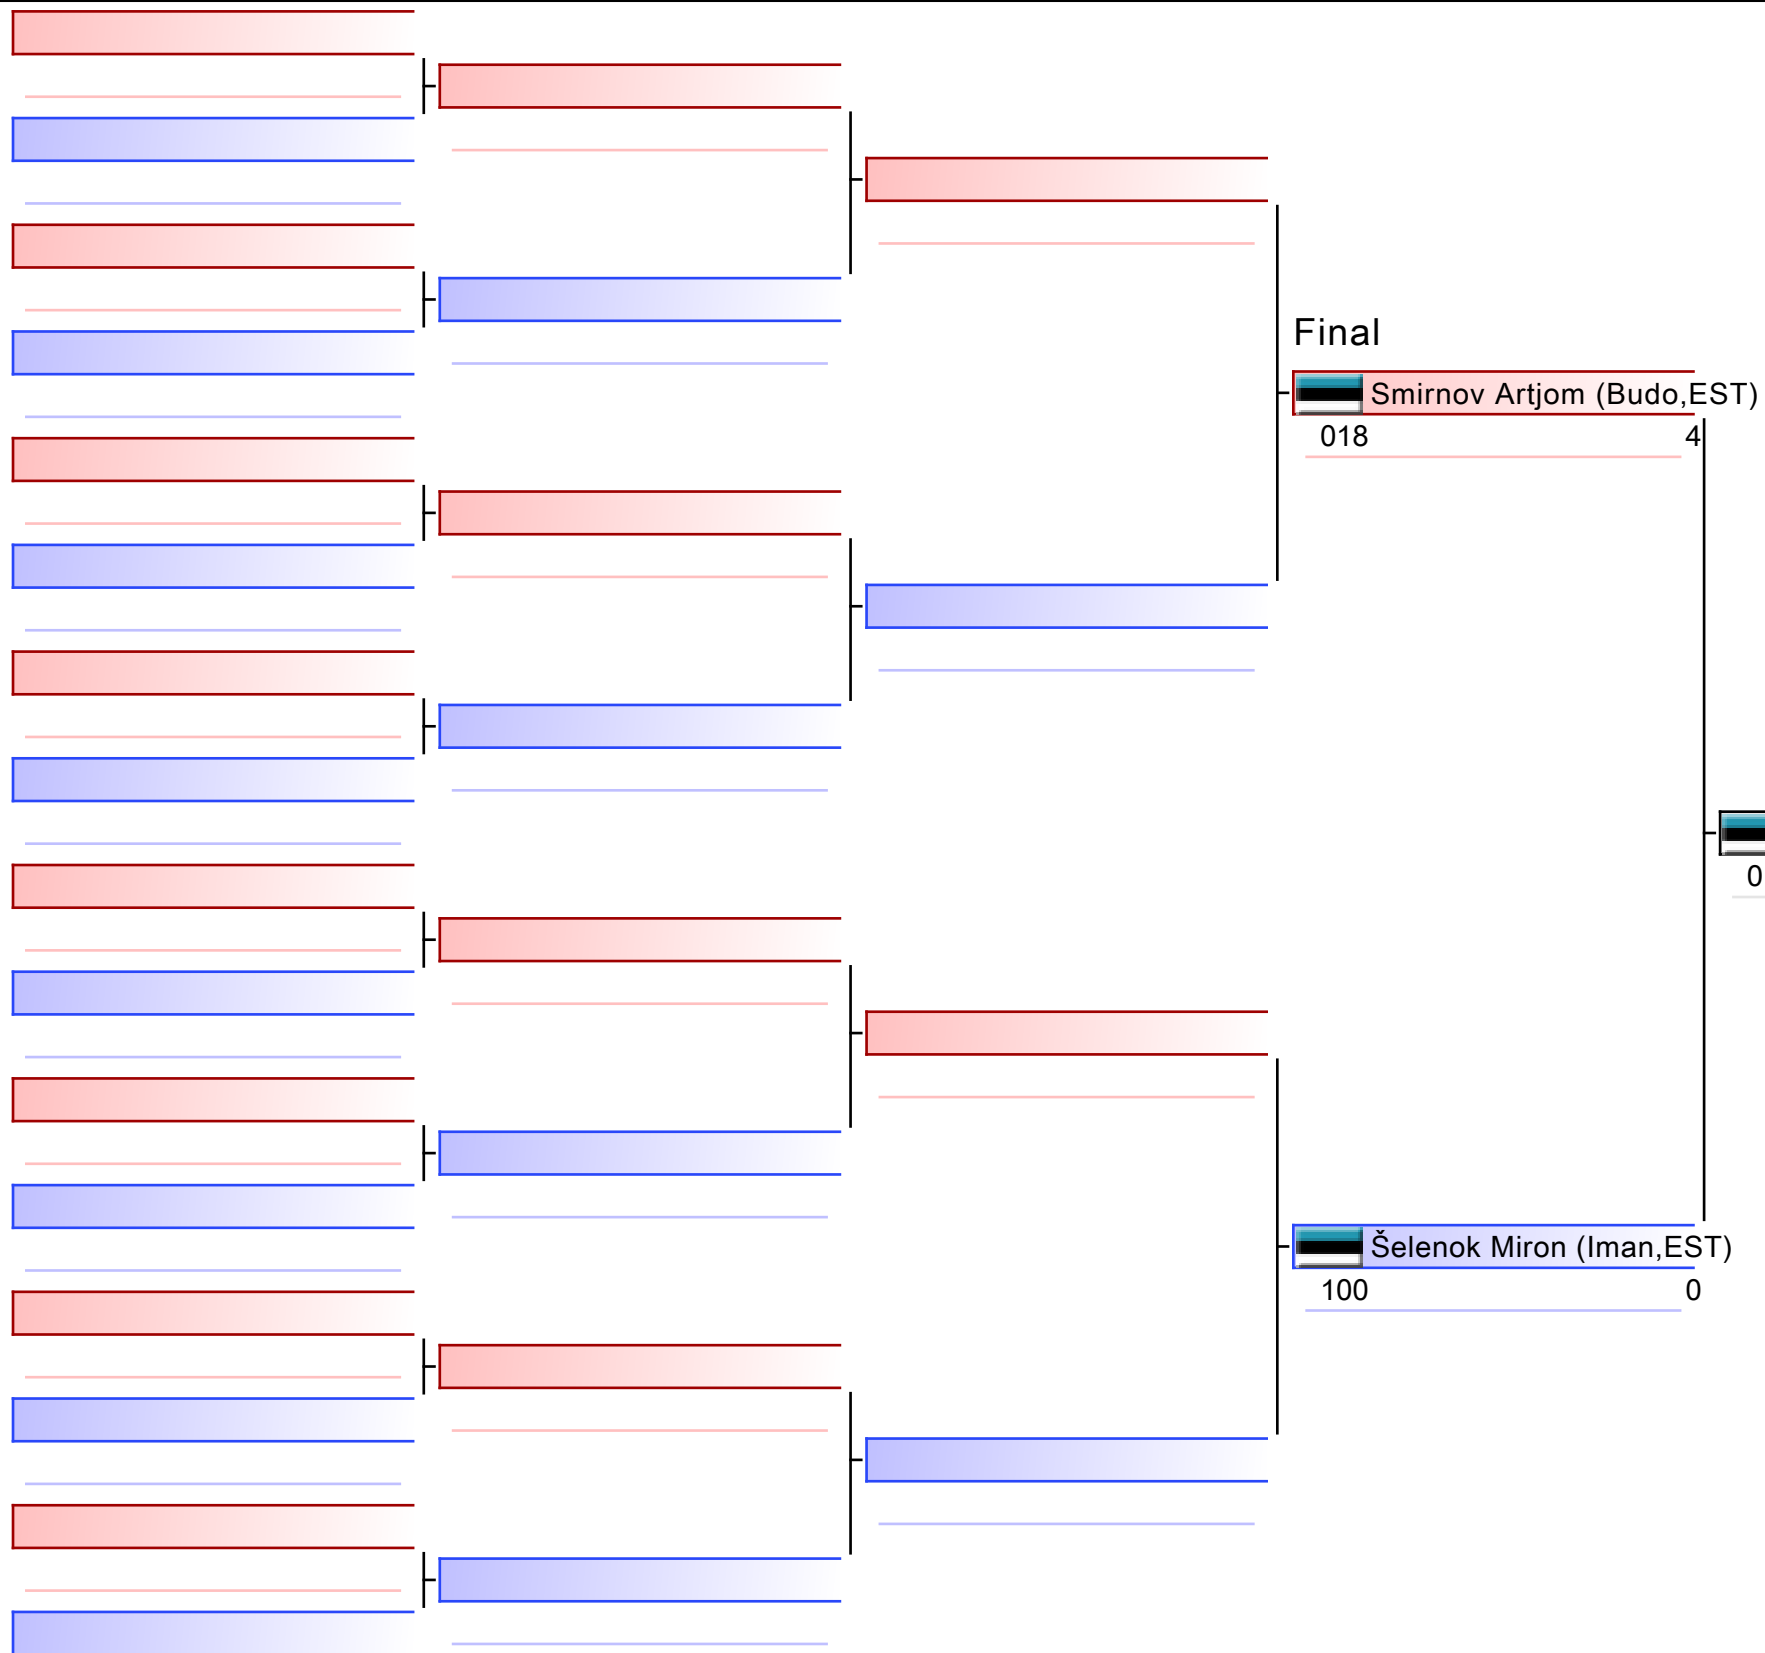 Final
Smirnov Artjom (Budo,EST)
018 4
0
Šelenok Miron (Iman,EST)
100 0